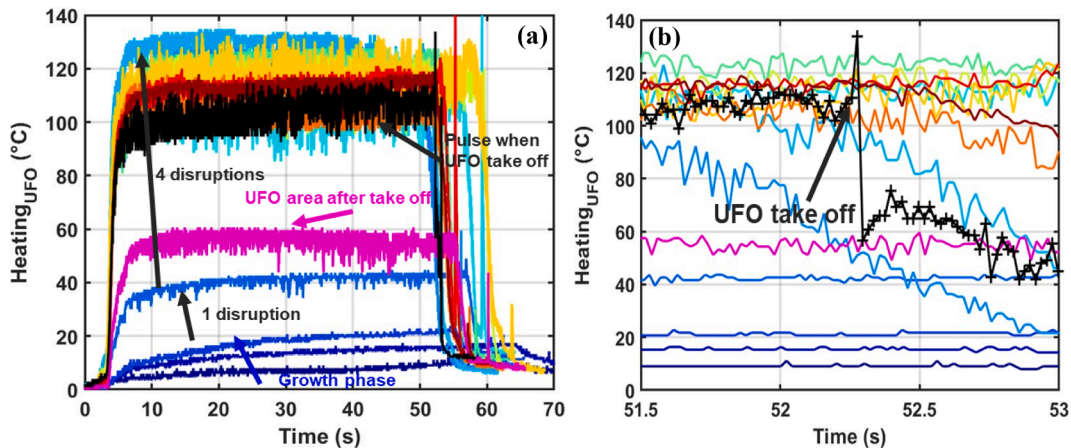 (a)
140
120
100
80
60
40
20
0
Heating_UFO (°C)
4 disruptions
Pulse when
UFO take off
UFO area after take off
1 disruption
Growth phase
0 10 20 30 40 50 60 70
Time (s)
(b)
140
120
100
80
60
40
20
0
Heating_UFO (°C)
UFO take off
51.5 52 52.5 53
Time (s)